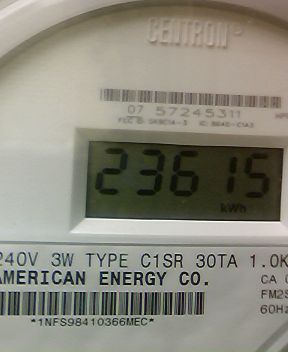 CENTRON®
07 57245311
23615
kWh
240V 3W TYPE C1SR 30TA 1.0K
AMERICAN ENERGY CO.
CA
FM2S
60Hz
*1NFS98410366MEC*